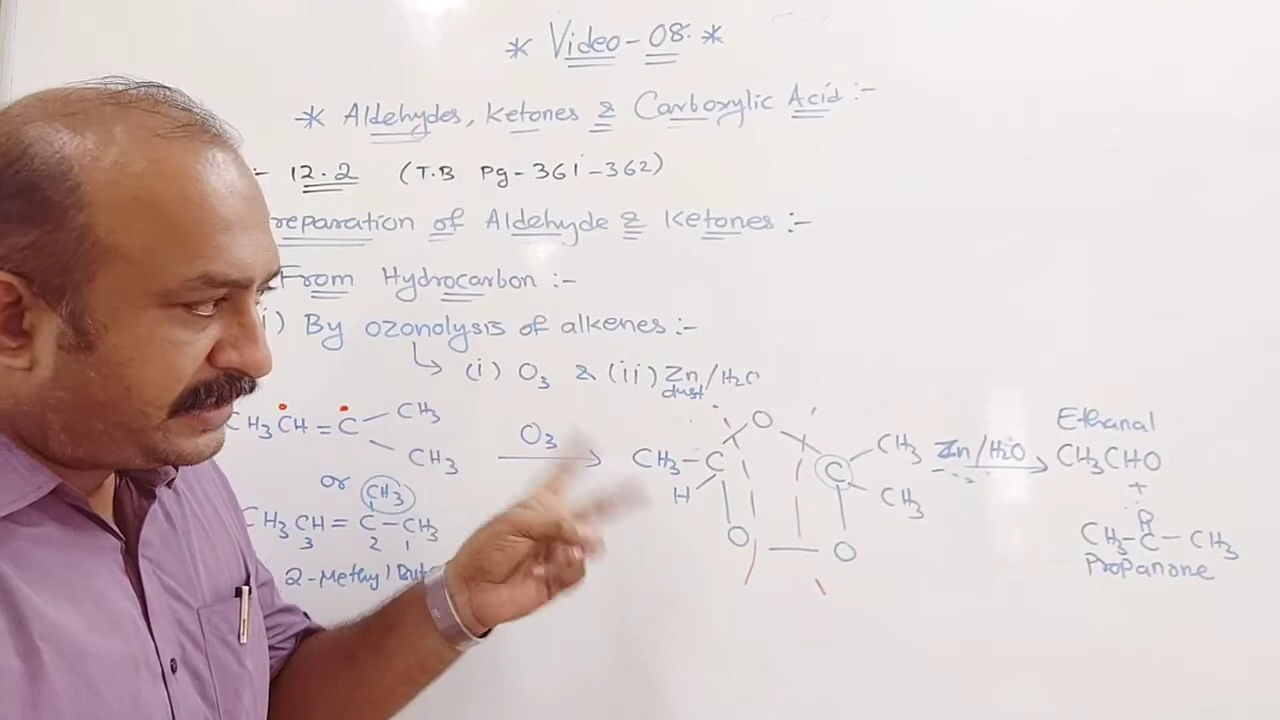 * Video-08. *
* Aldehydes, Ketones & Carboxylic Acid :-
:- 12.2 (T.B Pg-361-362)
reparation of Aldehyde & Ketones :-
From Hydrocarbon :-
i) By ozonolysis of alkenes :-
↳ (i) O3 & (ii) Zn/H2O
dust
CH3CH=C CH3 CH3
or
CH3CH=C-CH3
CH3
3 2 1
2-Methyl But
O3
O
CH3-C C CH3
H CH3
O O
Zn/H2O
Ethanal
CH3CHO
+
CH3-C-CH3
Propanone